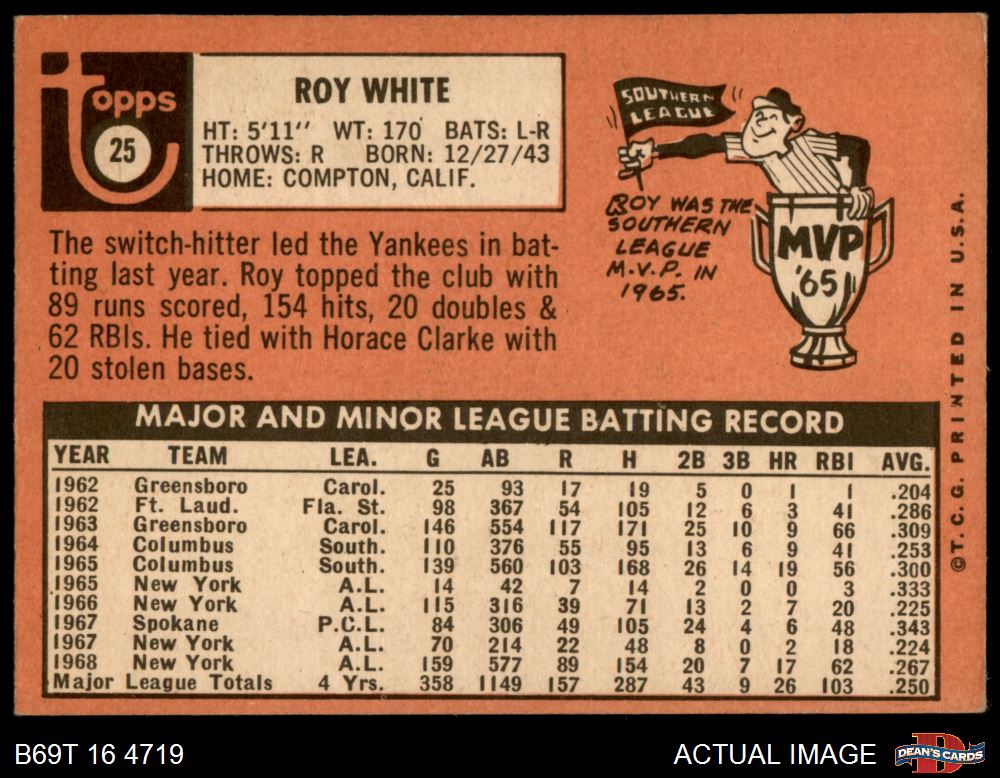 topps
25
ROY WHITE
HT: 5'11" WT: 170 BATS: L-R
THROWS: R BORN: 12/27/43
HOME: COMPTON, CALIF.
The switch-hitter led the Yankees in bat-
ting last year. Roy topped the club with
89 runs scored, 154 hits, 20 doubles &
62 RBIs. He tied with Horace Clarke with
20 stolen bases.
SOUTHERN
LEAGUE
ROY WAS THE
SOUTHERN
LEAGUE
M.V.P. IN
1965.
MVP
'65
MAJOR AND MINOR LEAGUE BATTING RECORD
YEAR TEAM LEA. G AB R H 2B 3B HR RBI AVG.
1962 Greensboro Carol. 25 93 17 19 5 0 1 1 .204
1962 Ft. Laud. Fla. St. 98 367 54 105 12 6 3 41 .286
1963 Greensboro Carol. 146 554 117 171 25 10 9 66 .309
1964 Columbus South. 110 376 55 95 13 6 9 41 .253
1965 Columbus South. 139 560 103 168 26 14 19 56 .300
1965 New York A.L. 14 42 7 14 2 0 0 3 .333
1966 New York A.L. 115 316 39 71 13 2 7 20 .225
1967 Spokane P.C.L. 84 306 49 105 24 4 6 48 .343
1967 New York A.L. 70 214 22 48 8 0 2 18 .224
1968 New York A.L. 159 577 89 154 20 7 17 62 .267
Major League Totals 4 Yrs. 358 1149 157 287 43 9 26 103 .250
©T.C.G. PRINTED IN U.S.A.
B69T 16 4719
ACTUAL IMAGE
DEAN'S CARDS